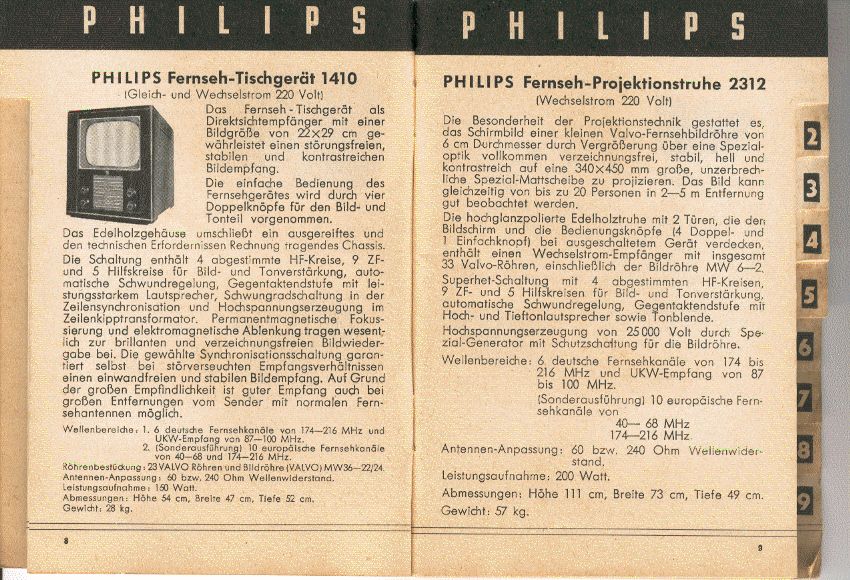 PHILIPS
PHILIPS Fernseh-Tischgerät 1410
(Gleich- und Wechselstrom 220 Volt)
Das Fernseh-Tischgerät als
Direktsichtempfänger mit einer
Bildgröße von 22×29 cm ge-
währleistet einen störungsfreien,
stabilen und kontrastreichen
Bildempfang.
Die einfache Bedienung des
Fernsehgerätes wird durch vier
Doppelknöpfe für den Bild- und
Tonteil vorgenommen.
Das Edelholzgehäuse umschließt ein ausgereiftes und
den technischen Erfordernissen Rechnung tragendes Chassis.
Die Schaltung enthält 4 abgestimmte HF-Kreise, 9 ZF-
und 5 Hilfskreise für Bild- und Tonverstärkung, auto-
matische Schwundregelung, Gegentaktendstufe mit lei-
stungsstarkem Lautsprecher, Schwungradschaltung in der
Zeilensynchronisation und Hochspannungserzeugung im
Zeilenkipptransformator. Permanentmagnetische Fokus-
sierung und elektromagnetische Ablenkung tragen wesent-
lich zur brillanten und verzeichnungsfreien Bildwieder-
gabe bei. Die gewählte Synchronisationsschaltung garan-
tiert selbst bei störverseuchten Empfangsverhältnissen
einen einwandfreien und stabilen Bildempfang. Auf Grund
der großen Empfindlichkeit ist guter Empfang auch bei
großen Entfernungen vom Sender mit normalen Fern-
sehantennen möglich.
Wellenbereiche: 1. 6 deutsche Fernsehkanäle von 174—216 MHz und
UKW-Empfang von 87—100 MHz.
2. (Sonderausführung) 10 europäische Fernsehkanäle
von 40—68 und 174—216 MHz.
Röhrenbestückung: 23 VALVO Röhren und Bildröhre (VALVO) MW 36—22/24.
Antennen-Anpassung: 60 bzw. 240 Ohm Wellenwiderstand.
Leistungsaufnahme: 150 Watt.
Abmessungen: Höhe 54 cm, Breite 47 cm, Tiefe 52 cm.
Gewicht: 28 kg.
8
PHILIPS
PHILIPS Fernseh-Projektionstruhe 2312
(Wechselstrom 220 Volt)
Die Besonderheit der Projektionstechnik gestattet es,
das Schirmbild einer kleinen Valvo-Fernsehbildröhre von
6 cm Durchmesser durch Vergrößerung über eine Spezial-
optik vollkommen verzeichnungsfrei, stabil, hell und
kontrastreich auf eine 340×450 mm große, unzerbrech-
liche Spezial-Mattscheibe zu projizieren. Das Bild kann
gleichzeitig von bis zu 20 Personen in 2—5 m Entfernung
gut beobachtet werden.
Die hochglanzpolierte Edelholztruhe mit 2 Türen, die den
Bildschirm und die Bedienungsknöpfe (4 Doppel- und
1 Einfachknopf) bei ausgeschaltetem Gerät verdecken,
enthält einen Wechselstrom-Empfänger mit insgesamt
33 Valvo-Röhren, einschließlich der Bildröhre MW 6—2.
Superhet-Schaltung mit 4 abgestimmten HF-Kreisen,
9 ZF- und 5 Hilfskreisen für Bild- und Tonverstärkung,
automatische Schwundregelung, Gegentaktendstufe mit
Hoch- und Tieftonlautsprecher sowie Tonblende.
Hochspannungserzeugung von 25000 Volt durch Spe-
zial-Generator mit Schutzschaltung für die Bildröhre.
Wellenbereiche: 6 deutsche Fernsehkanäle von 174 bis
216 MHz und UKW-Empfang von 87
bis 100 MHz.
(Sonderausführung) 10 europäische Fern-
sehkanäle von
40— 68 MHz
174—216 MHz.
Antennen-Anpassung: 60 bzw. 240 Ohm Wellenwider-
stand.
Leistungsaufnahme: 200 Watt.
Abmessungen: Höhe 111 cm, Breite 73 cm, Tiefe 49 cm.
Gewicht: 57 kg.
9
2
3
4
5
6
7
8
9